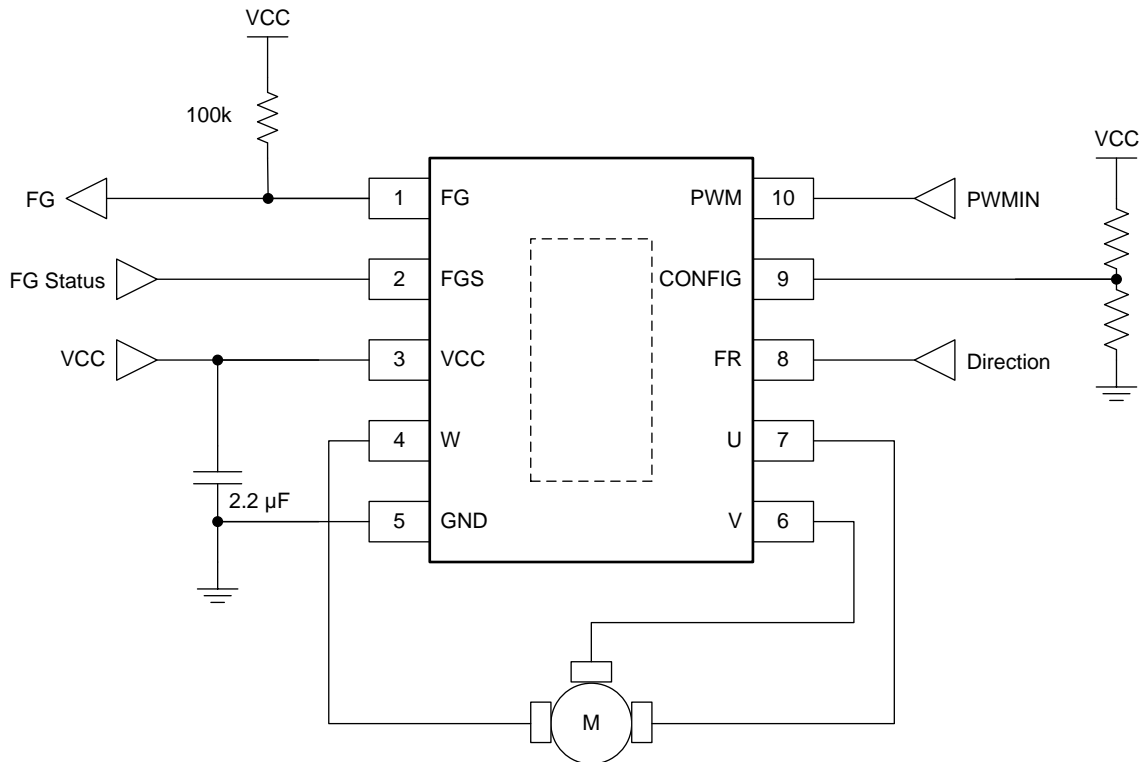 VCC
100k
VCC
FG
1
FG
PWM
10
PWMIN
FG Status
2
FGS
CONFIG
9
VCC
3
VCC
FR
8
Direction
4
W
U
7
2.2 µF
5
GND
V
6
M